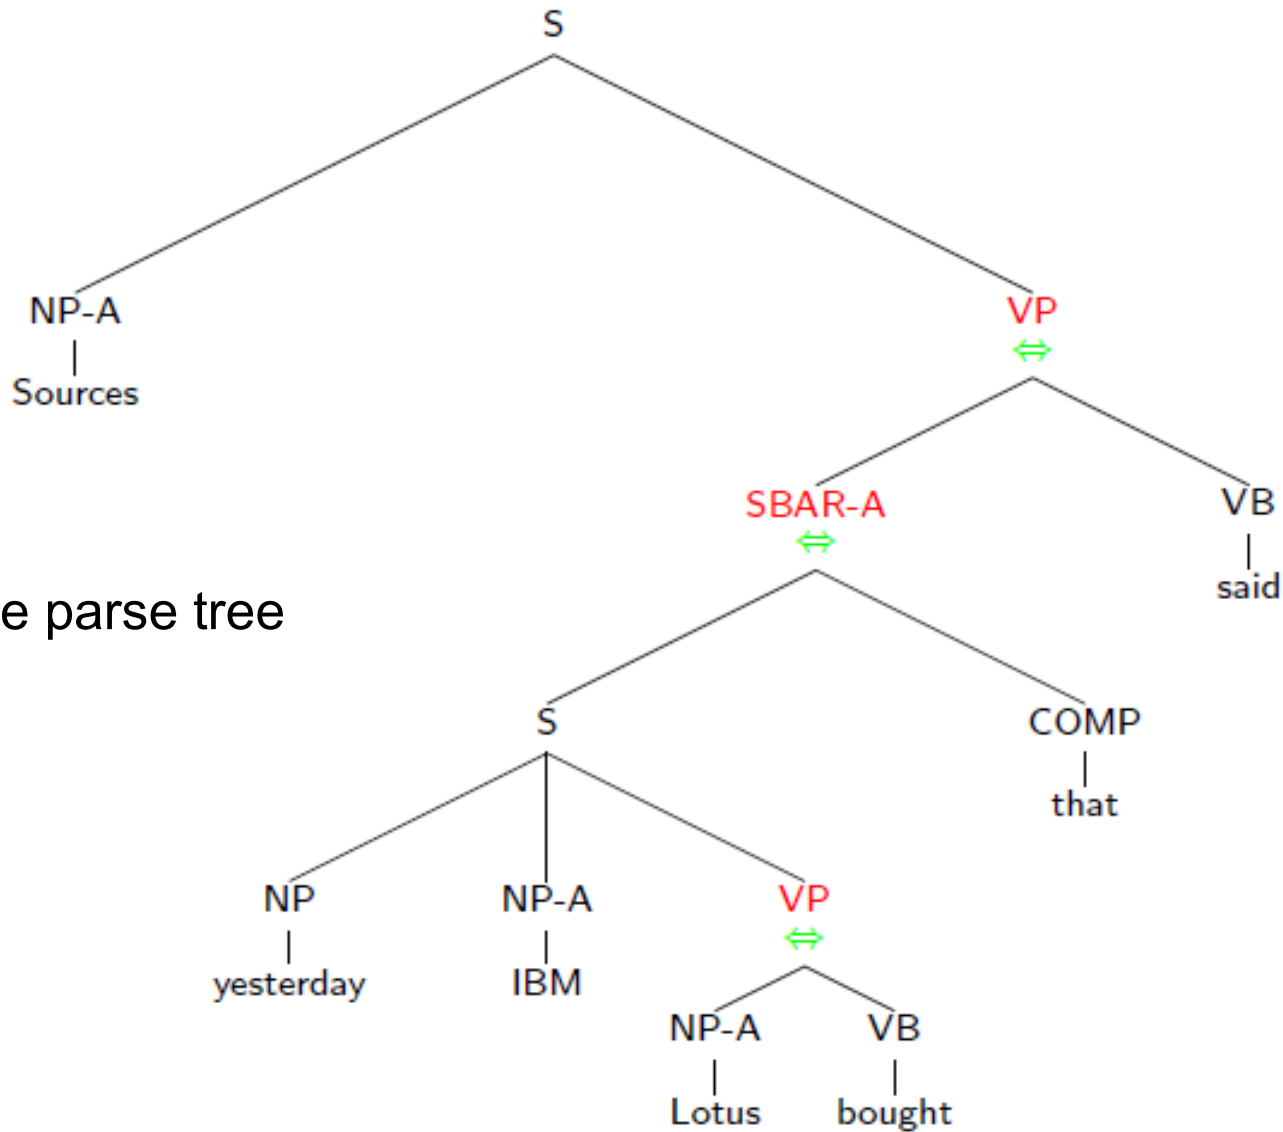 S
NP-A VP
⇔
Sources
SBAR-A VB
⇔
said
e parse tree
S COMP
that
NP NP-A VP
⇔
yesterday IBM
NP-A VB
Lotus bought